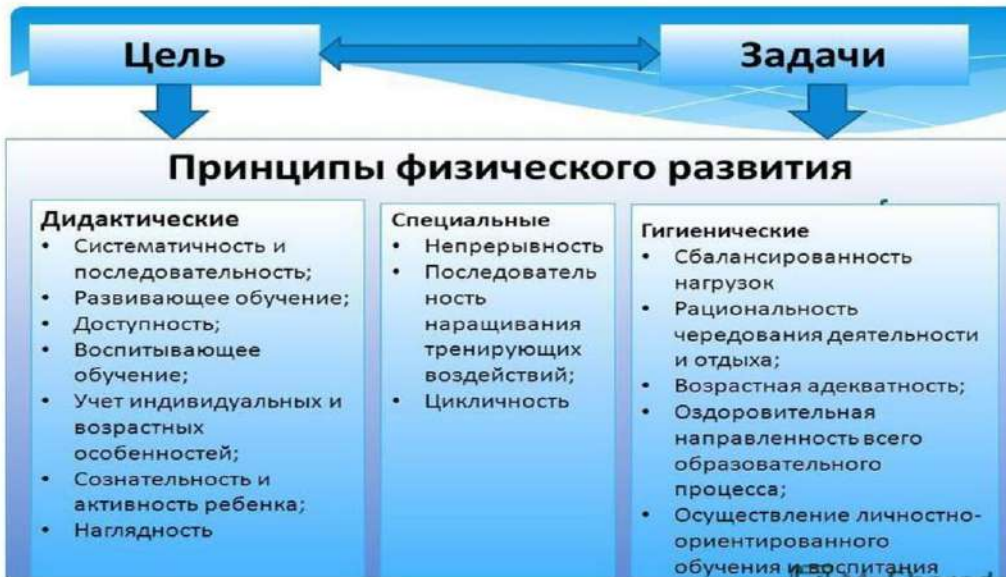 Цель
Задачи
Принципы физического развития
Дидактические
• Систематичность и
последовательность;
• Развивающее обучение;
• Доступность;
• Воспитывающее
обучение;
• Учет индивидуальных и
возрастных
особенностей;
• Сознательность и
активность ребенка;
• Наглядность
Специальные
• Непрерывность
• Последователь
ность
наращивания
тренирующих
воздействий;
• Цикличность
Гигиенические
• Сбалансированность
нагрузок
• Рациональность
чередования деятельности
и отдыха;
• Возрастная адекватность;
• Оздоровительная
направленность всего
образовательного
процесса;
• Осуществление личностно-
ориентированного
обучения и воспитания